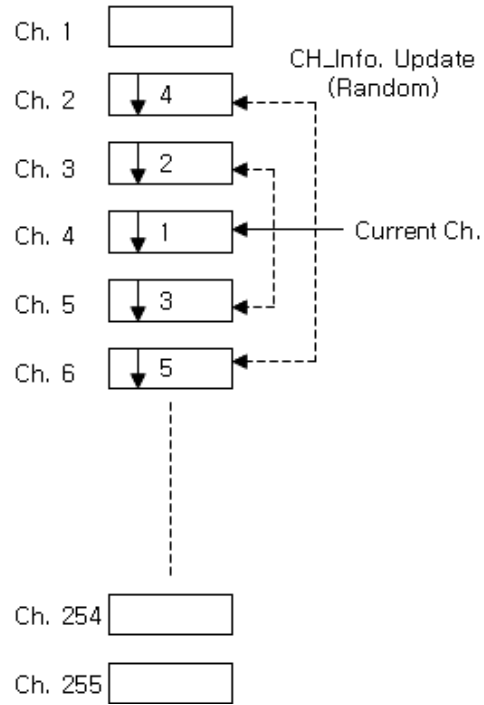 Ch. 1
CH_Info. Update
(Random)
Ch. 2 4
Ch. 3 2
Ch. 4 1 Current Ch.
Ch. 5 3
Ch. 6 5
Ch. 254
Ch. 255